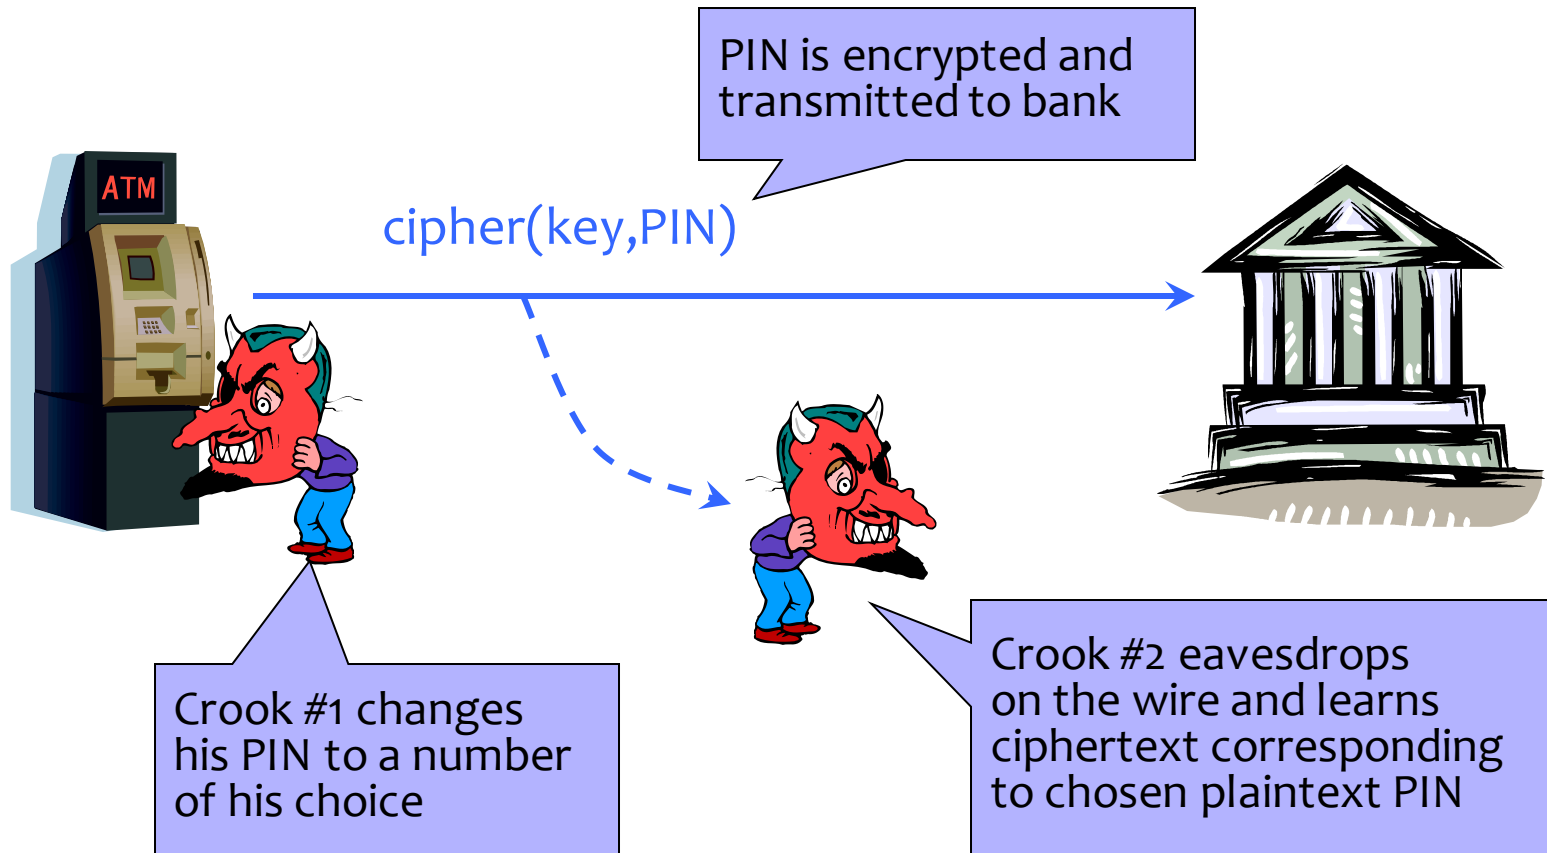 PIN is encrypted and
transmitted to bank
ATM
cipher(key,PIN)
Crook #1 changes
his PIN to a number
of his choice
Crook #2 eavesdrops
on the wire and learns
ciphertext corresponding
to chosen plaintext PIN